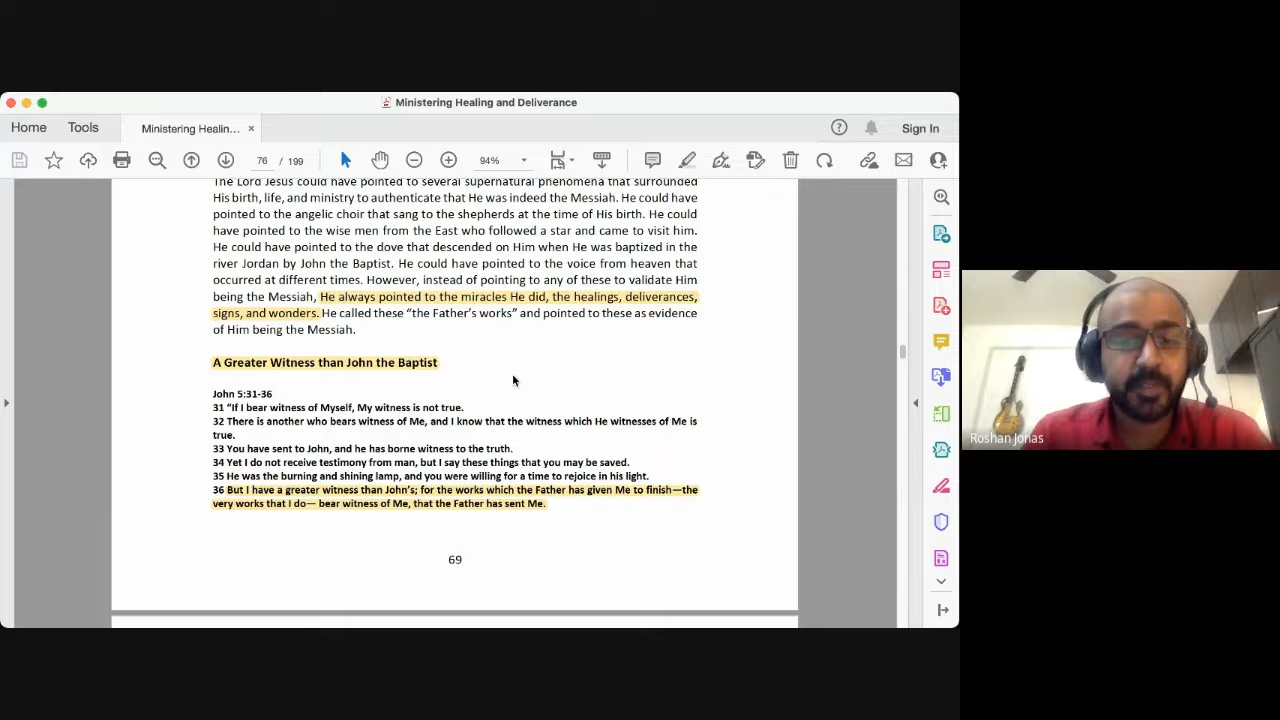 Ministering Healing and Deliverance
Home
Tools
Ministering Healin...
Sign In
76 / 199
94%
The Lord Jesus could have pointed to several supernatural phenomena that surrounded
His birth, life, and ministry to authenticate that He was indeed the Messiah. He could have
pointed to the angelic choir that sang to the shepherds at the time of His birth. He could
have pointed to the wise men from the East who followed a star and came to visit him.
He could have pointed to the dove that descended on Him when He was baptized in the
river Jordan by John the Baptist. He could have pointed to the voice from heaven that
occurred at different times. However, instead of pointing to any of these to validate Him
being the Messiah, He always pointed to the miracles He did, the healings, deliverances,
signs, and wonders. He called these “the Father’s works” and pointed to these as evidence
of Him being the Messiah.
A Greater Witness than John the Baptist
John 5:31-36
31 “If I bear witness of Myself, My witness is not true.
32 There is another who bears witness of Me, and I know that the witness which He witnesses of Me is
true.
33 You have sent to John, and he has borne witness to the truth.
34 Yet I do not receive testimony from man, but I say these things that you may be saved.
35 He was the burning and shining lamp, and you were willing for a time to rejoice in his light.
36 But I have a greater witness than John’s; for the works which the Father has given Me to finish—the
very works that I do— bear witness of Me, that the Father has sent Me.
69
Roshan Jonas